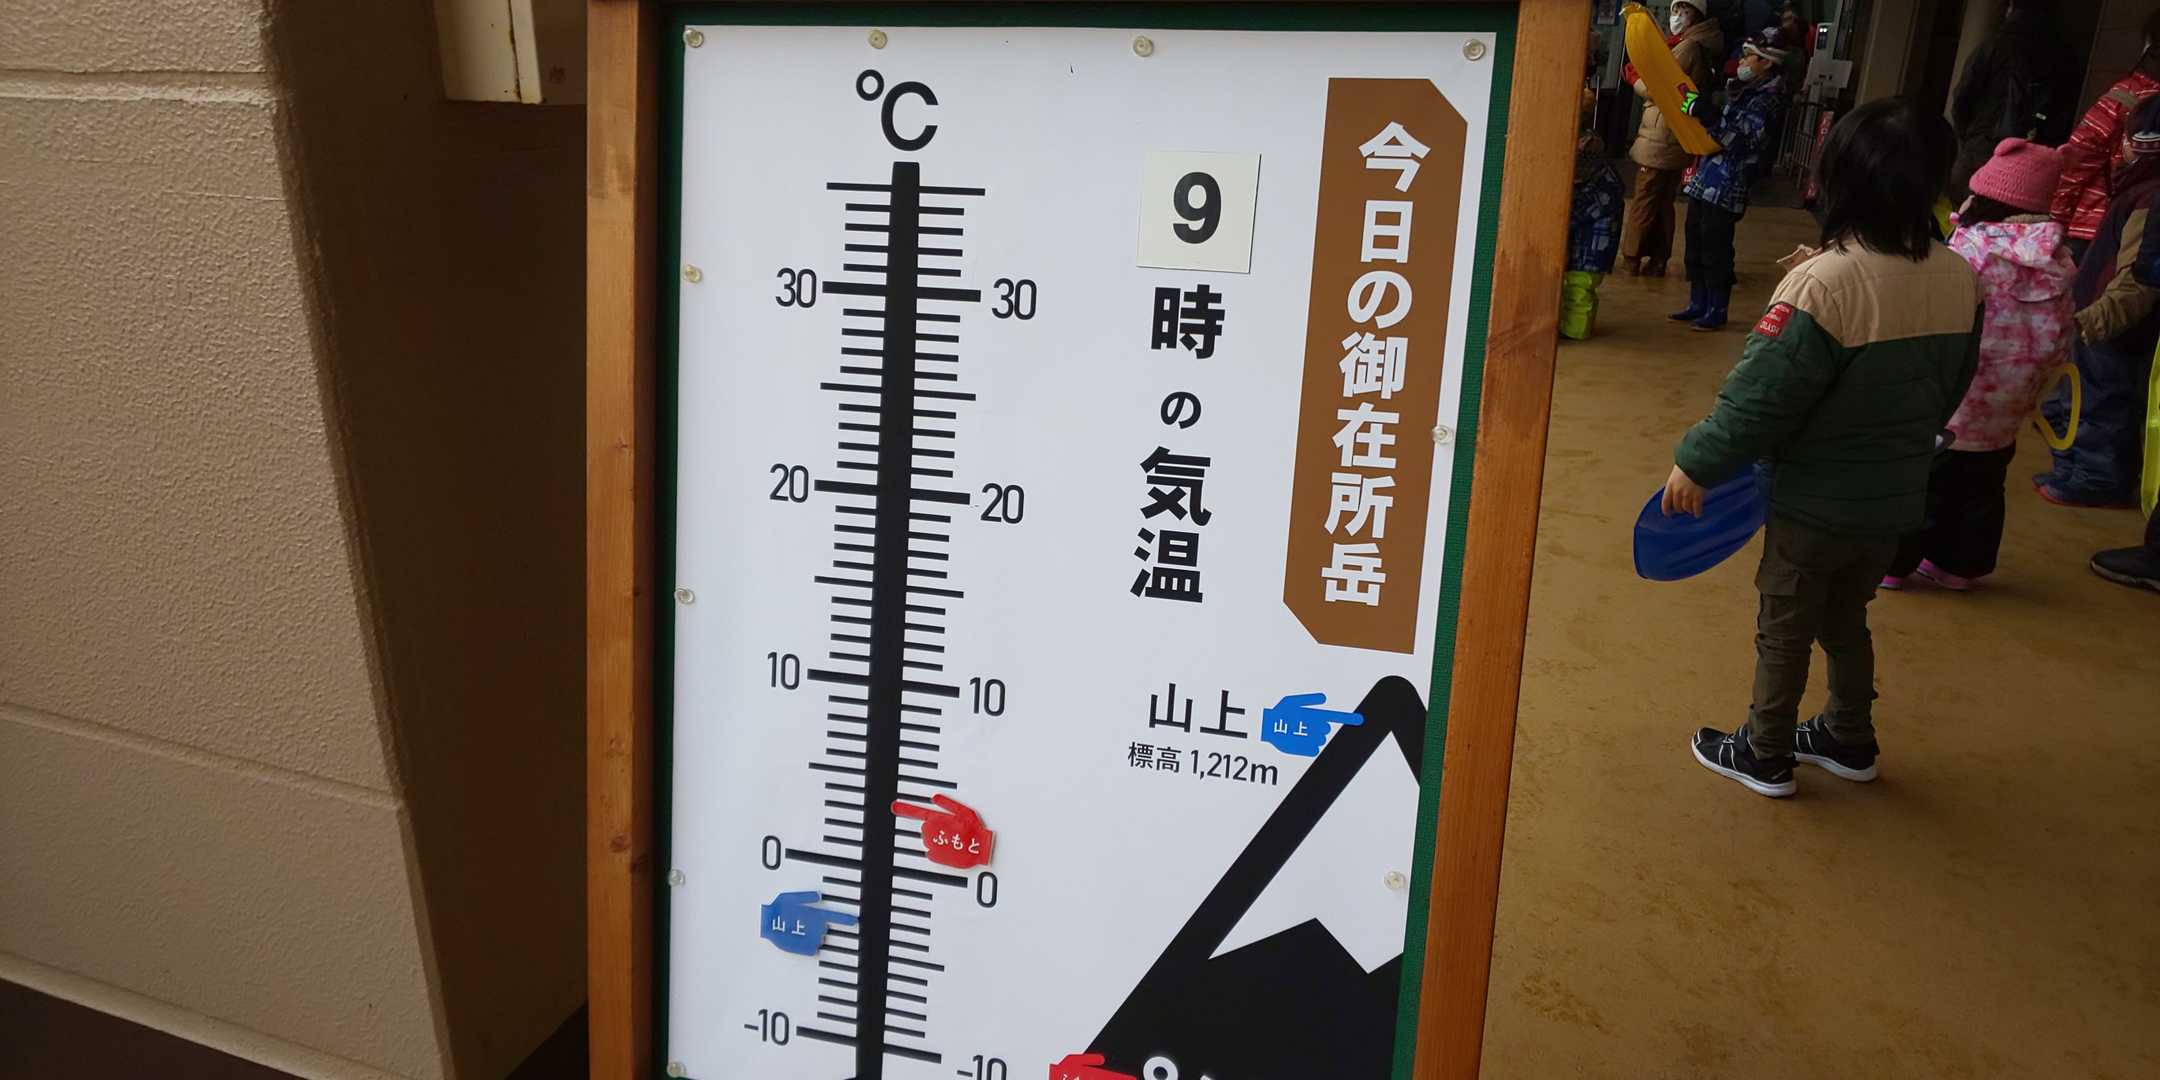 今日の御在所岳
9
時の気温
℃
30 30
20 20
10 10
0 0
-10 -10
ふもと
山上
山上
山上
標高 1,212m